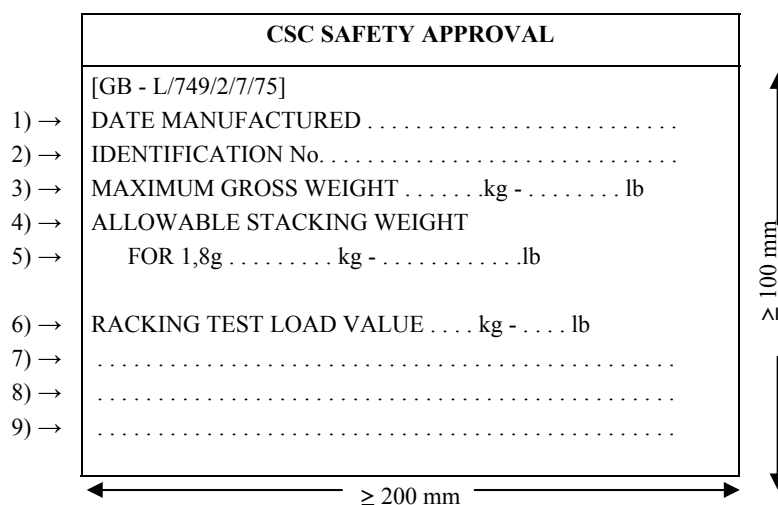 CSC SAFETY APPROVAL
[GB - L/749/2/7/75]
1) → DATE MANUFACTURED . . . . . . . . . . . . . . . . . . . . . . . . . .
2) → IDENTIFICATION No. . . . . . . . . . . . . . . . . . . . . . . . . . . . . .
3) → MAXIMUM GROSS WEIGHT . . . . . . .kg - . . . . . . . . lb
4) → ALLOWABLE STACKING WEIGHT
5) → FOR 1,8g . . . . . . . . . kg - . . . . . . . . . . . .lb
6) → RACKING TEST LOAD VALUE . . . . kg - . . . . lb
7) → . . . . . . . . . . . . . . . . . . . . . . . . . . . . . . . . . . . . . . . . . . . . . . . .
8) → . . . . . . . . . . . . . . . . . . . . . . . . . . . . . . . . . . . . . . . . . . . . . . . .
9) → . . . . . . . . . . . . . . . . . . . . . . . . . . . . . . . . . . . . . . . . . . . . . . . .
≥ 100 mm
≥ 200 mm